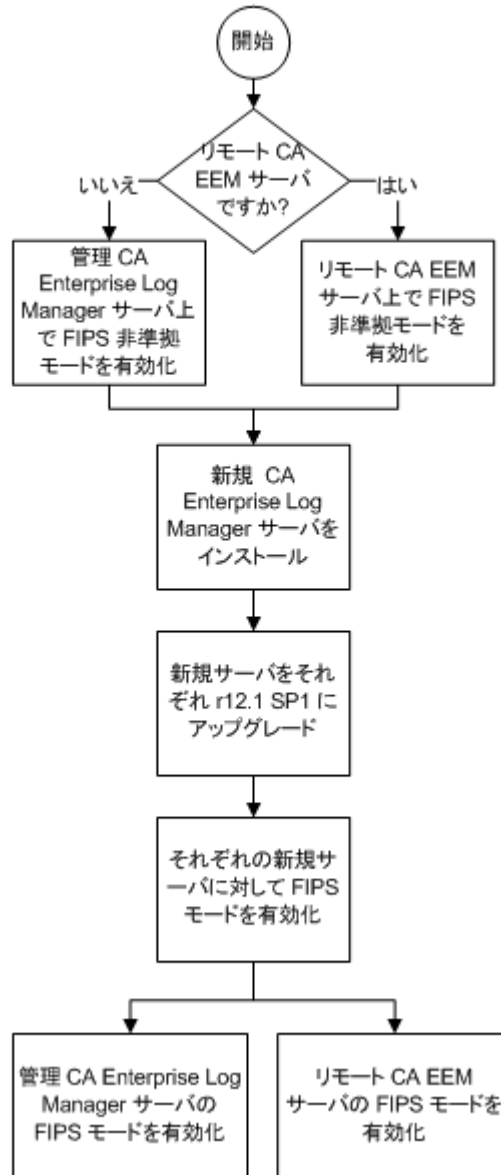 開始
リモート CA
EEM サーバ
ですか?
いいえ
はい
管理 CA
Enterprise Log
Manager サーバ上
で FIPS 非準拠
モードを有効化
リモート CA EEM
サーバ上で FIPS
非準拠モードを
有効化
新規 CA
Enterprise Log
Manager サーバを
インストール
新規サーバをそれ
ぞれ r12.1 SP1 に
アップグレード
それぞれの新規サ
ーバに対して FIPS
モードを有効化
管理 CA Enterprise Log
Manager サーバの
FIPS モードを有効化
リモート CA EEM
サーバの FIPS モードを
有効化